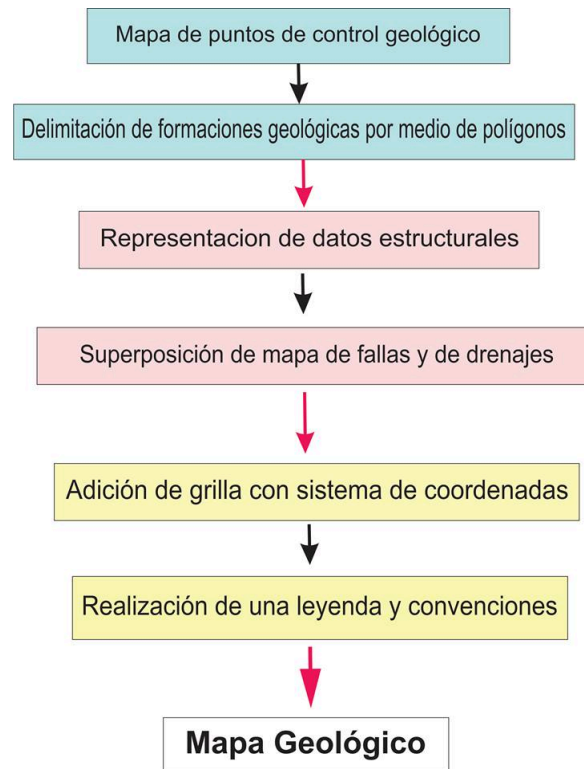 Mapa de puntos de control geológico
Delimitación de formaciones geológicas por medio de polígonos
Representacion de datos estructurales
Superposición de mapa de fallas y de drenajes
Adición de grilla con sistema de coordenadas
Realización de una leyenda y convenciones
Mapa Geológico